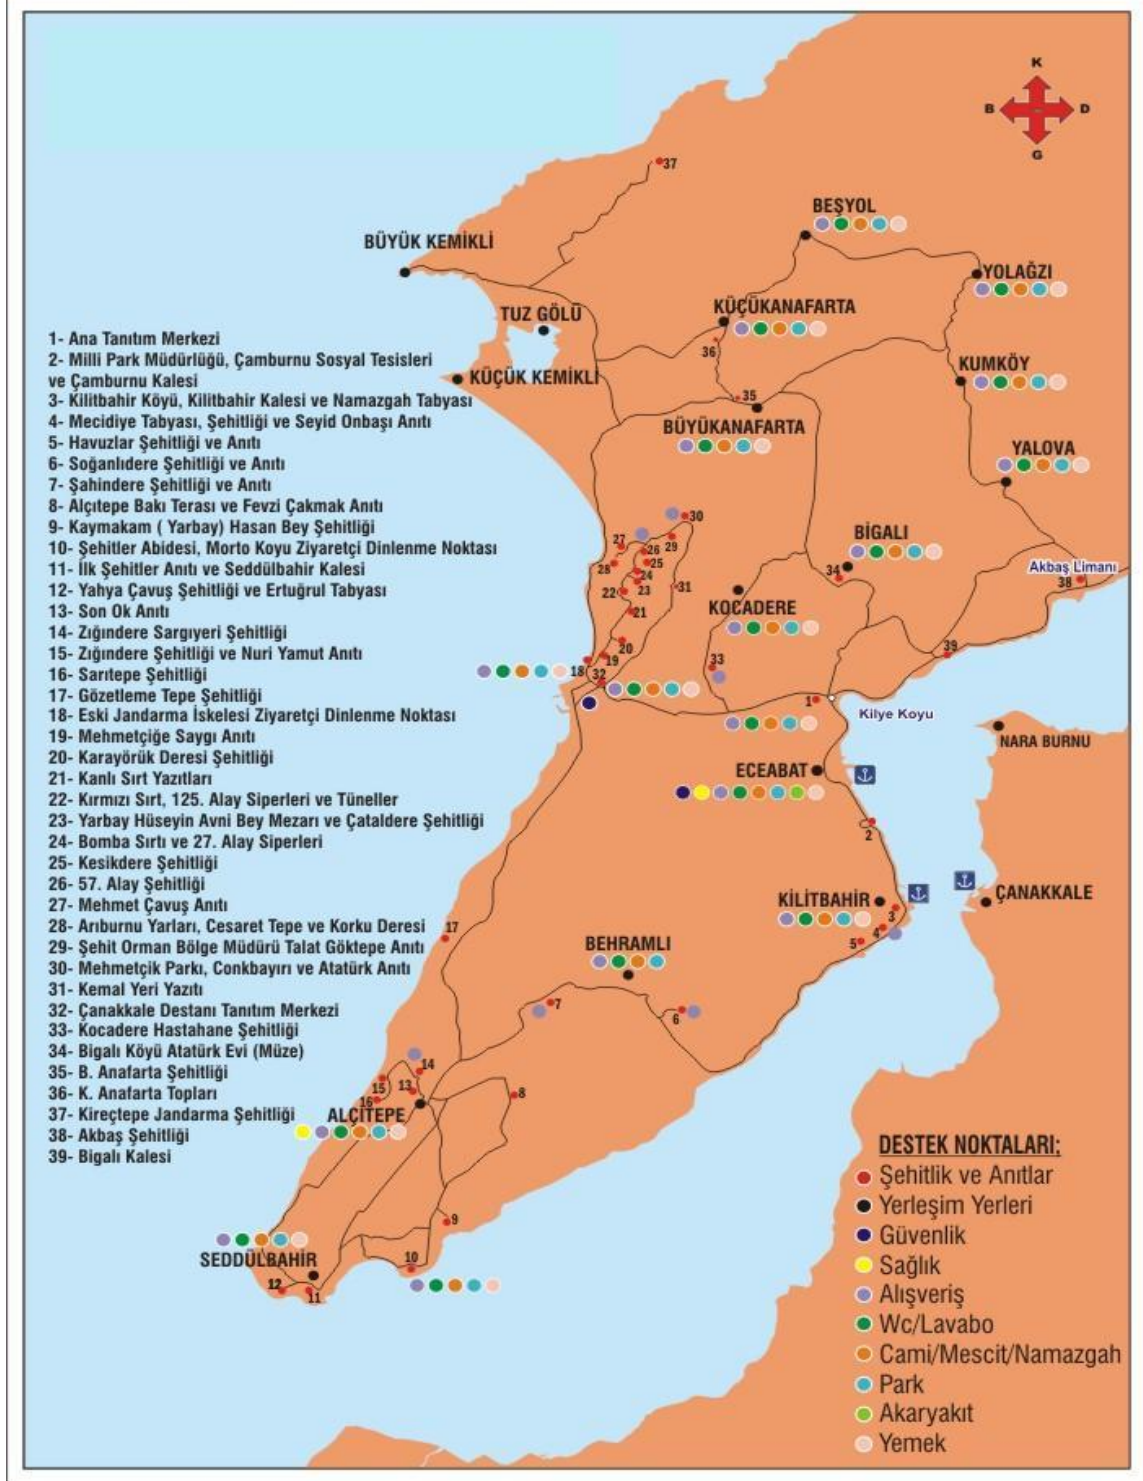 K
B
D
G
37
BEŞYOL
BÜYÜK KEMİKLİ
YOLAĞZI
TUZ GÖLÜ
KÜÇÜKANAFARTA
36
KUMKÖY
KÜÇÜK KEMİKLİ
35
BÜYÜKANAFARTA
YALOVA
1- Ana Tanıtım Merkezi
2- Milli Park Müdürlüğü, Çamburnu Sosyal Tesisleri
ve Çamburnu Kalesi
3- Kilitbahir Köyü, Kilitbahir Kalesi ve Namazgah Tabyası
4- Mecidiye Tabyası, Şehitliği ve Seyid Onbaşı Anıtı
5- Havuzlar Şehitliği ve Anıtı
6- Soğanlıdere Şehitliği ve Anıtı
7- Şahindere Şehitliği ve Anıtı
8- Alçıtepe Bakı Terası ve Fevzi Çakmak Anıtı
9- Kaymakam ( Yarbay) Hasan Bey Şehitliği
10- Şehitler Abidesi, Morto Koyu Ziyaretçi Dinlenme Noktası
11- İlk Şehitler Anıtı ve Seddülbahir Kalesi
12- Yahya Çavuş Şehitliği ve Ertuğrul Tabyası
13- Son Ok Anıtı
14- Zığındere Sargıyeri Şehitliği
15- Zığındere Şehitliği ve Nuri Yamut Anıtı
16- Sarıtepe Şehitliği
17- Gözetleme Tepe Şehitliği
18- Eski Jandarma İskelesi Ziyaretçi Dinlenme Noktası
19- Mehmetçiğe Saygı Anıtı
20- Karayörük Deresi Şehitliği
21- Kanlı Sırt Yazıtları
22- Kırmızı Sırt, 125. Alay Siperleri ve Tüneller
23- Yarbay Hüseyin Avni Bey Mezarı ve Çataldere Şehitliği
24- Bomba Sırtı ve 27. Alay Siperleri
25- Kesikdere Şehitliği
26- 57. Alay Şehitliği
27- Mehmet Çavuş Anıtı
28- Arıburnu Yarları, Cesaret Tepe ve Korku Deresi
29- Şehit Orman Bölge Müdürü Talat Göktepe Anıtı
30- Mehmetçik Parkı, Conkbayırı ve Atatürk Anıtı
31- Kemal Yeri Yazıtı
32- Çanakkale Destanı Tanıtım Merkezi
33- Kocadere Hastahane Şehitliği
34- Bigalı Köyü Atatürk Evi (Müze)
35- B. Anafarta Şehitliği
36- K. Anafarta Topları
37- Kireçtepe Jandarma Şehitliği
38- Akbaş Şehitliği
39- Bigalı Kalesi
30
27
29
26
25
28
24
22
23
31
21
20
19
18
32
BİGALI
34
Akbaş Limanı
38
KOCADERE
33
39
1
Kilye Koyu
NARA BURNU
ECEABAT
2
KİLİTBAHİR
3
4
5
ÇANAKKALE
17
BEHRAMLI
7
6
14
15
13
16
8
ALÇITEPE
9
SEDDÜLBAHİR
10
12
11
DESTEK NOKTALARI;
Şehitlik ve Anıtlar
Yerleşim Yerleri
Güvenlik
Sağlık
Alışveriş
Wc/Lavabo
Cami/Mescit/Namazgah
Park
Akaryakıt
Yemek